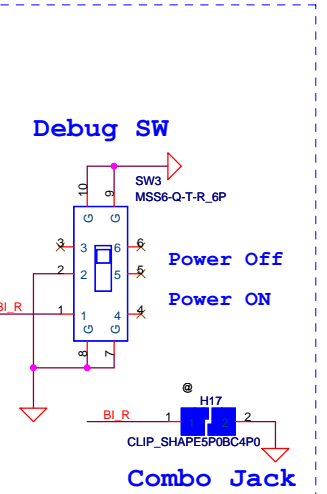 Debug SW
SW3
MSS6-Q-T-R_6P
10
9
G
G
3
3
6
6
Power Off
2
2
5
5
BI_R
1
1
4
4
Power ON
G
G
8
7
@
H17
BI_R
1
1
2
2
CLIP_SHAPE5P0BC4P0
Combo Jack